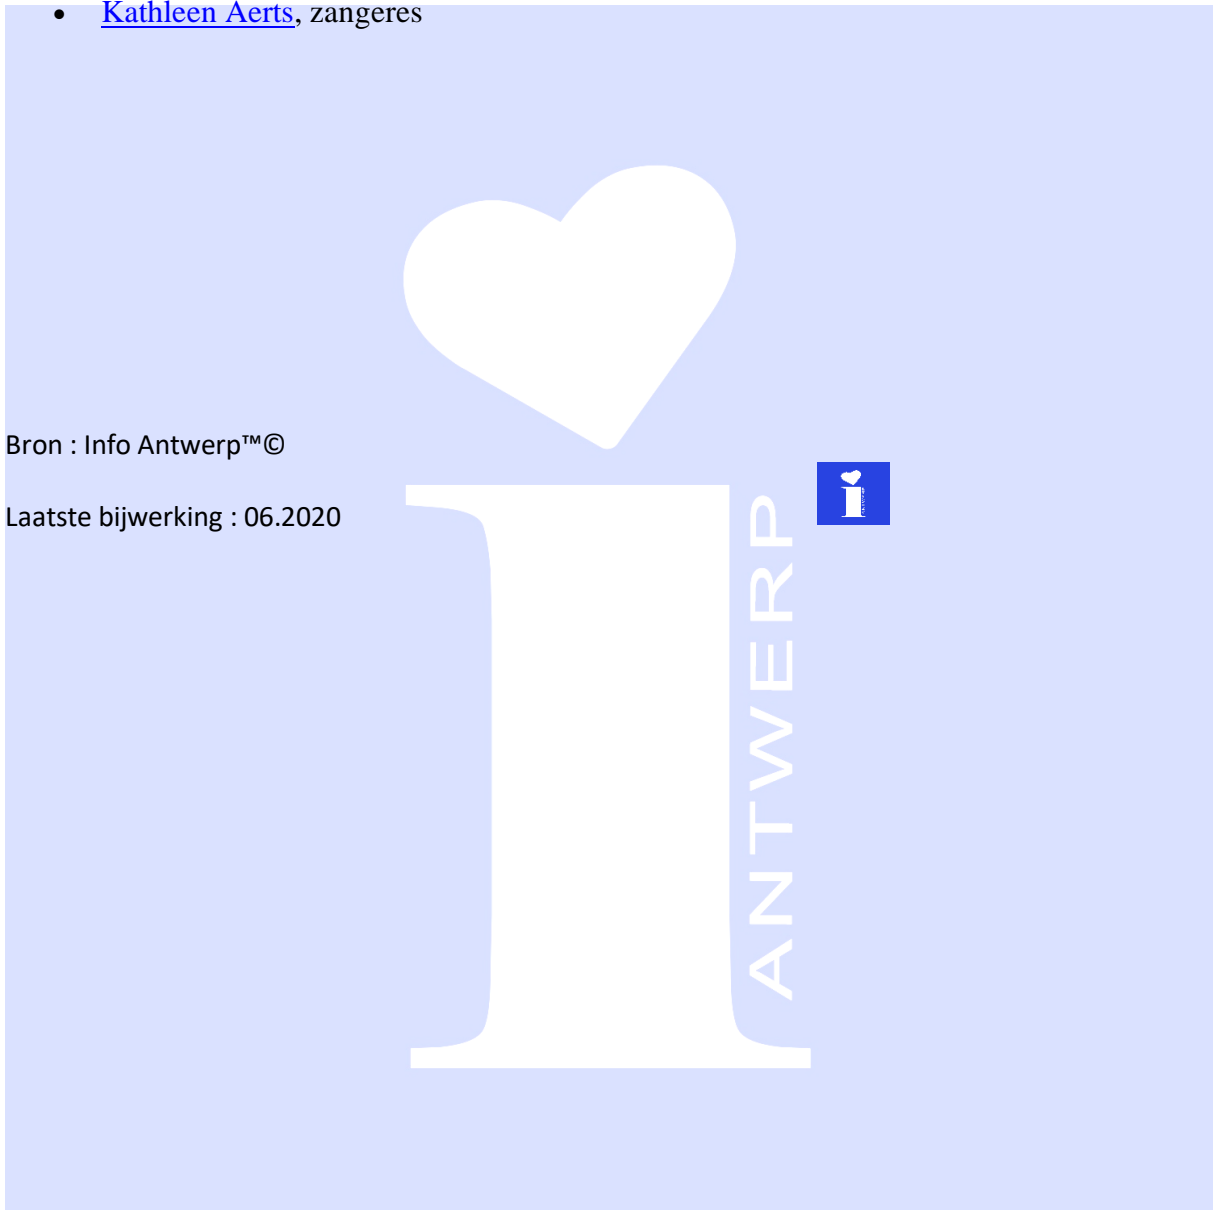 • Kathleen Aerts, zangeres
Bron : Info Antwerp™©
Laatste bijwerking : 06.2020
i
ANTWERP